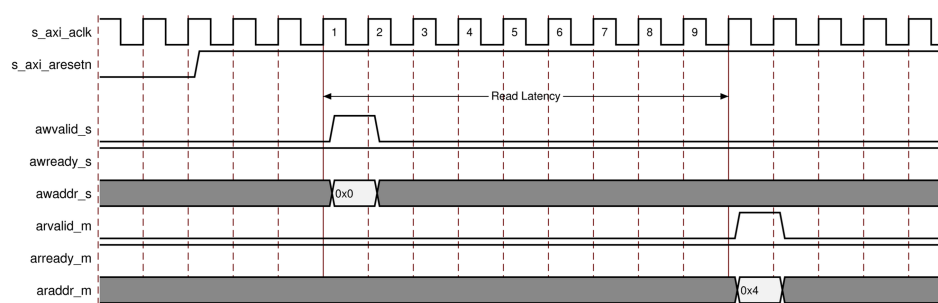 s_axi_aclk 1 2 3 4 5 6 7 8 9
s_axi_aresetn
Read Latency
awvalid_s
awready_s
awaddr_s 0x0
arvalid_m
arready_m
araddr_m 0x4